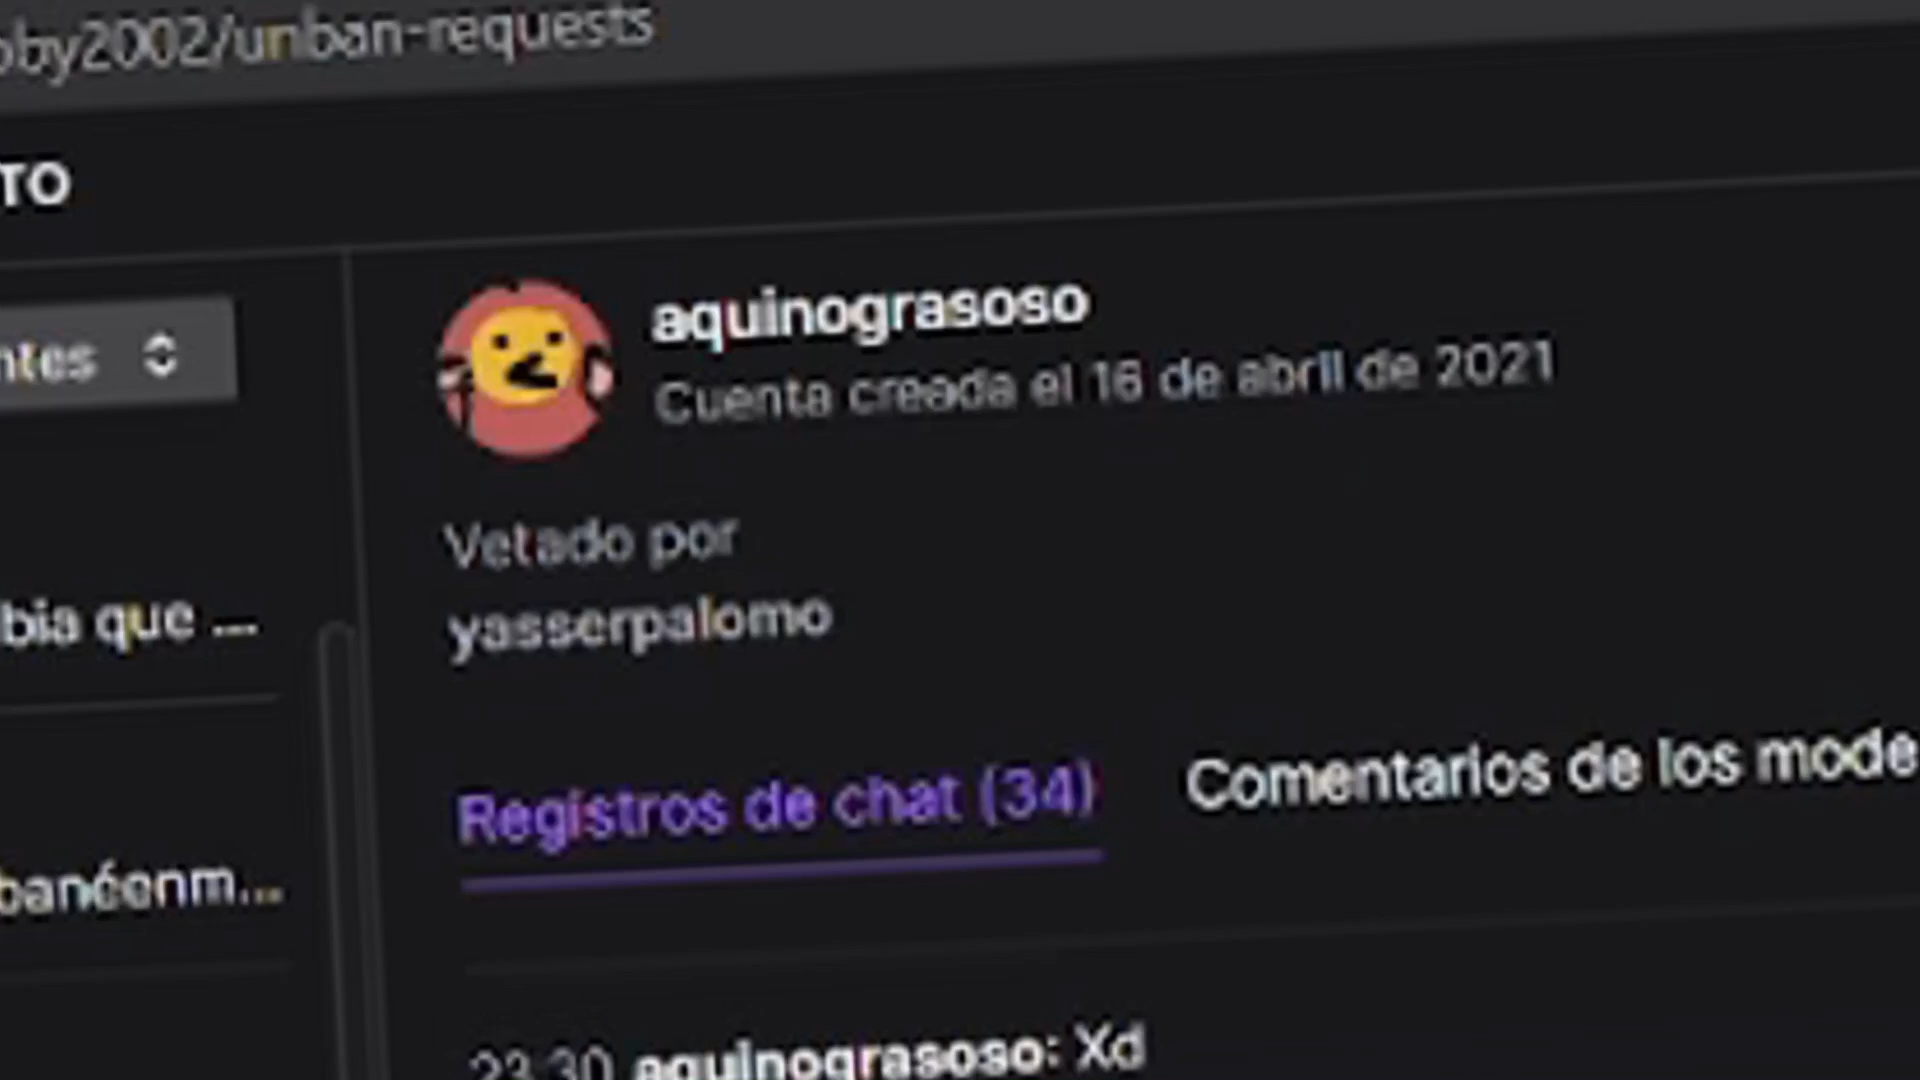 oby2002/unban-requests
TO
ntes
aquinograsoso
Cuenta creada el 16 de abril de 2021
Vetado por
yasserpalomo
bia que ...
Registros de chat (34)
Comentarios de los mode
banéenm...
23:30 aquinograsoso: Xd